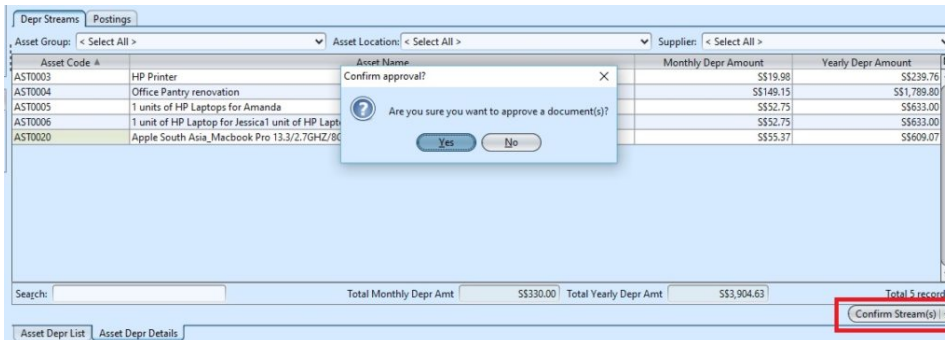 Depr Streams Postings
Asset Group: < Select All > Asset Location: < Select All > Supplier: < Select All >
Asset Code Asset Name Monthly Depr Amount Yearly Depr Amount
AST0003 HP Printer S$19.98 S$239.76
AST0004 Office Pantry renovation S$149.15 S$1,789.80
AST0005 1 units of HP Laptops for Amanda S$52.75 S$633.00
AST0006 1 unit of HP Laptop for Jessica1 unit of HP Lapt S$52.75 S$633.00
AST0020 Apple South Asia_Macbook Pro 13.3/2.7GHZ/8 S$55.37 S$609.07
Confirm approval?
Are you sure you want to approve a document(s)?
Yes No
Search: Total Monthly Depr Amt S$330.00 Total Yearly Depr Amt S$3,904.63 Total 5 record
Confirm Stream(s)
Asset Depr List Asset Depr Details